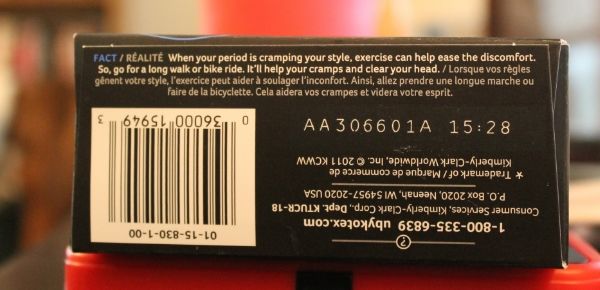 FACT / RÉALITÉ When your period is cramping your style, exercise can help ease the discomfort.
So, go for a long walk or bike ride. It'll help your cramps and clear your head. / Lorsque vos règles
gênent votre style, l'exercice peut aider à soulager l'inconfort. Ainsi, allez prendre une longue marche ou
faire de la bicyclette. Cela aidera vos crampes et videra votre esprit.
AA306601A 15:28
?
1-800-335-6839 ubykotex.com
Consumer Services, Kimberly-Clark Corp., Dept. KTUCR-18
P.O. Box 2020, Neenah, WI 54957-2020 USA
* Trademark of / Marque de commerce de
Kimberly-Clark Worldwide, Inc. © 2011 KCWW
01-15-830-1-00
0 36000 15949 3